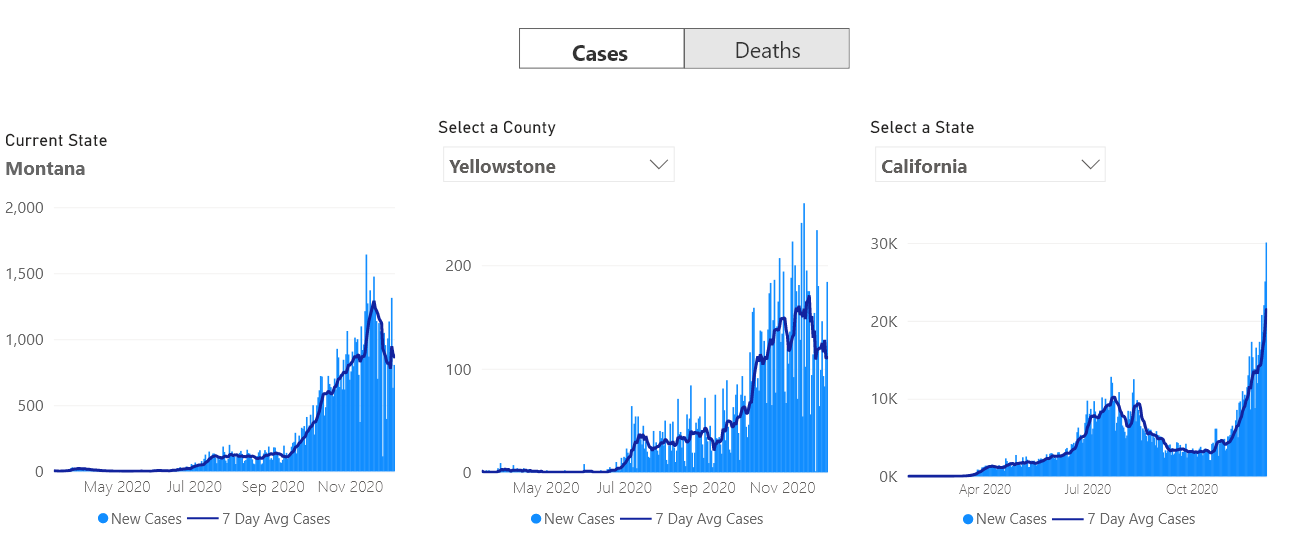 Cases
Deaths
Current State
Montana
2,000
1,500
1,000
500
0
May 2020 Jul 2020 Sep 2020 Nov 2020
New Cases 7 Day Avg Cases
Select a County
Yellowstone
200
100
0
May 2020 Jul 2020 Sep 2020 Nov 2020
New Cases 7 Day Avg Cases
Select a State
California
30K
20K
10K
0K
Apr 2020 Jul 2020 Oct 2020
New Cases 7 Day Avg Cases